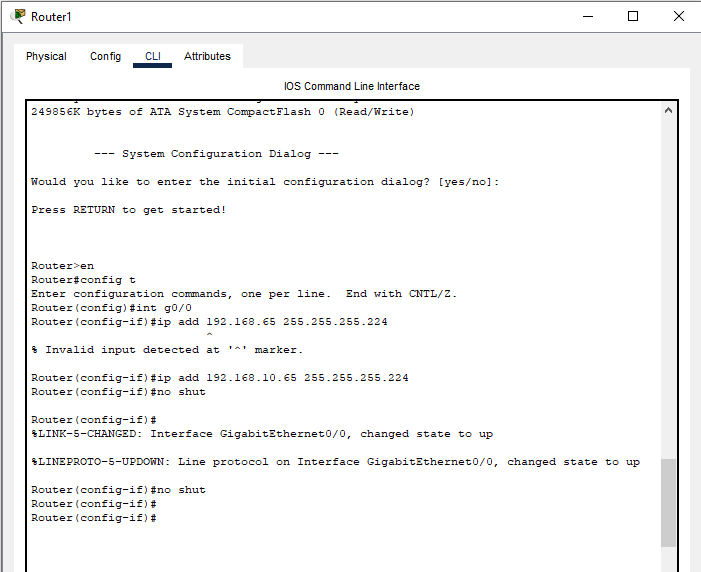 Router1
Physical Config CLI Attributes
IOS Command Line Interface
249856K bytes of ATA System CompactFlash 0 (Read/Write)
--- System Configuration Dialog ---
Would you like to enter the initial configuration dialog? [yes/no]:
Press RETURN to get started!
Router>en
Router#config t
Enter configuration commands, one per line.  End with CNTL/Z.
Router(config)#int g0/0
Router(config-if)#ip add 192.168.65 255.255.255.224
^
% Invalid input detected at '^' marker.
Router(config-if)#ip add 192.168.10.65 255.255.255.224
Router(config-if)#no shut
Router(config-if)#
%LINK-5-CHANGED: Interface GigabitEthernet0/0, changed state to up
%LINEPROTO-5-UPDOWN: Line protocol on Interface GigabitEthernet0/0, changed state to up
Router(config-if)#no shut
Router(config-if)#
Router(config-if)#